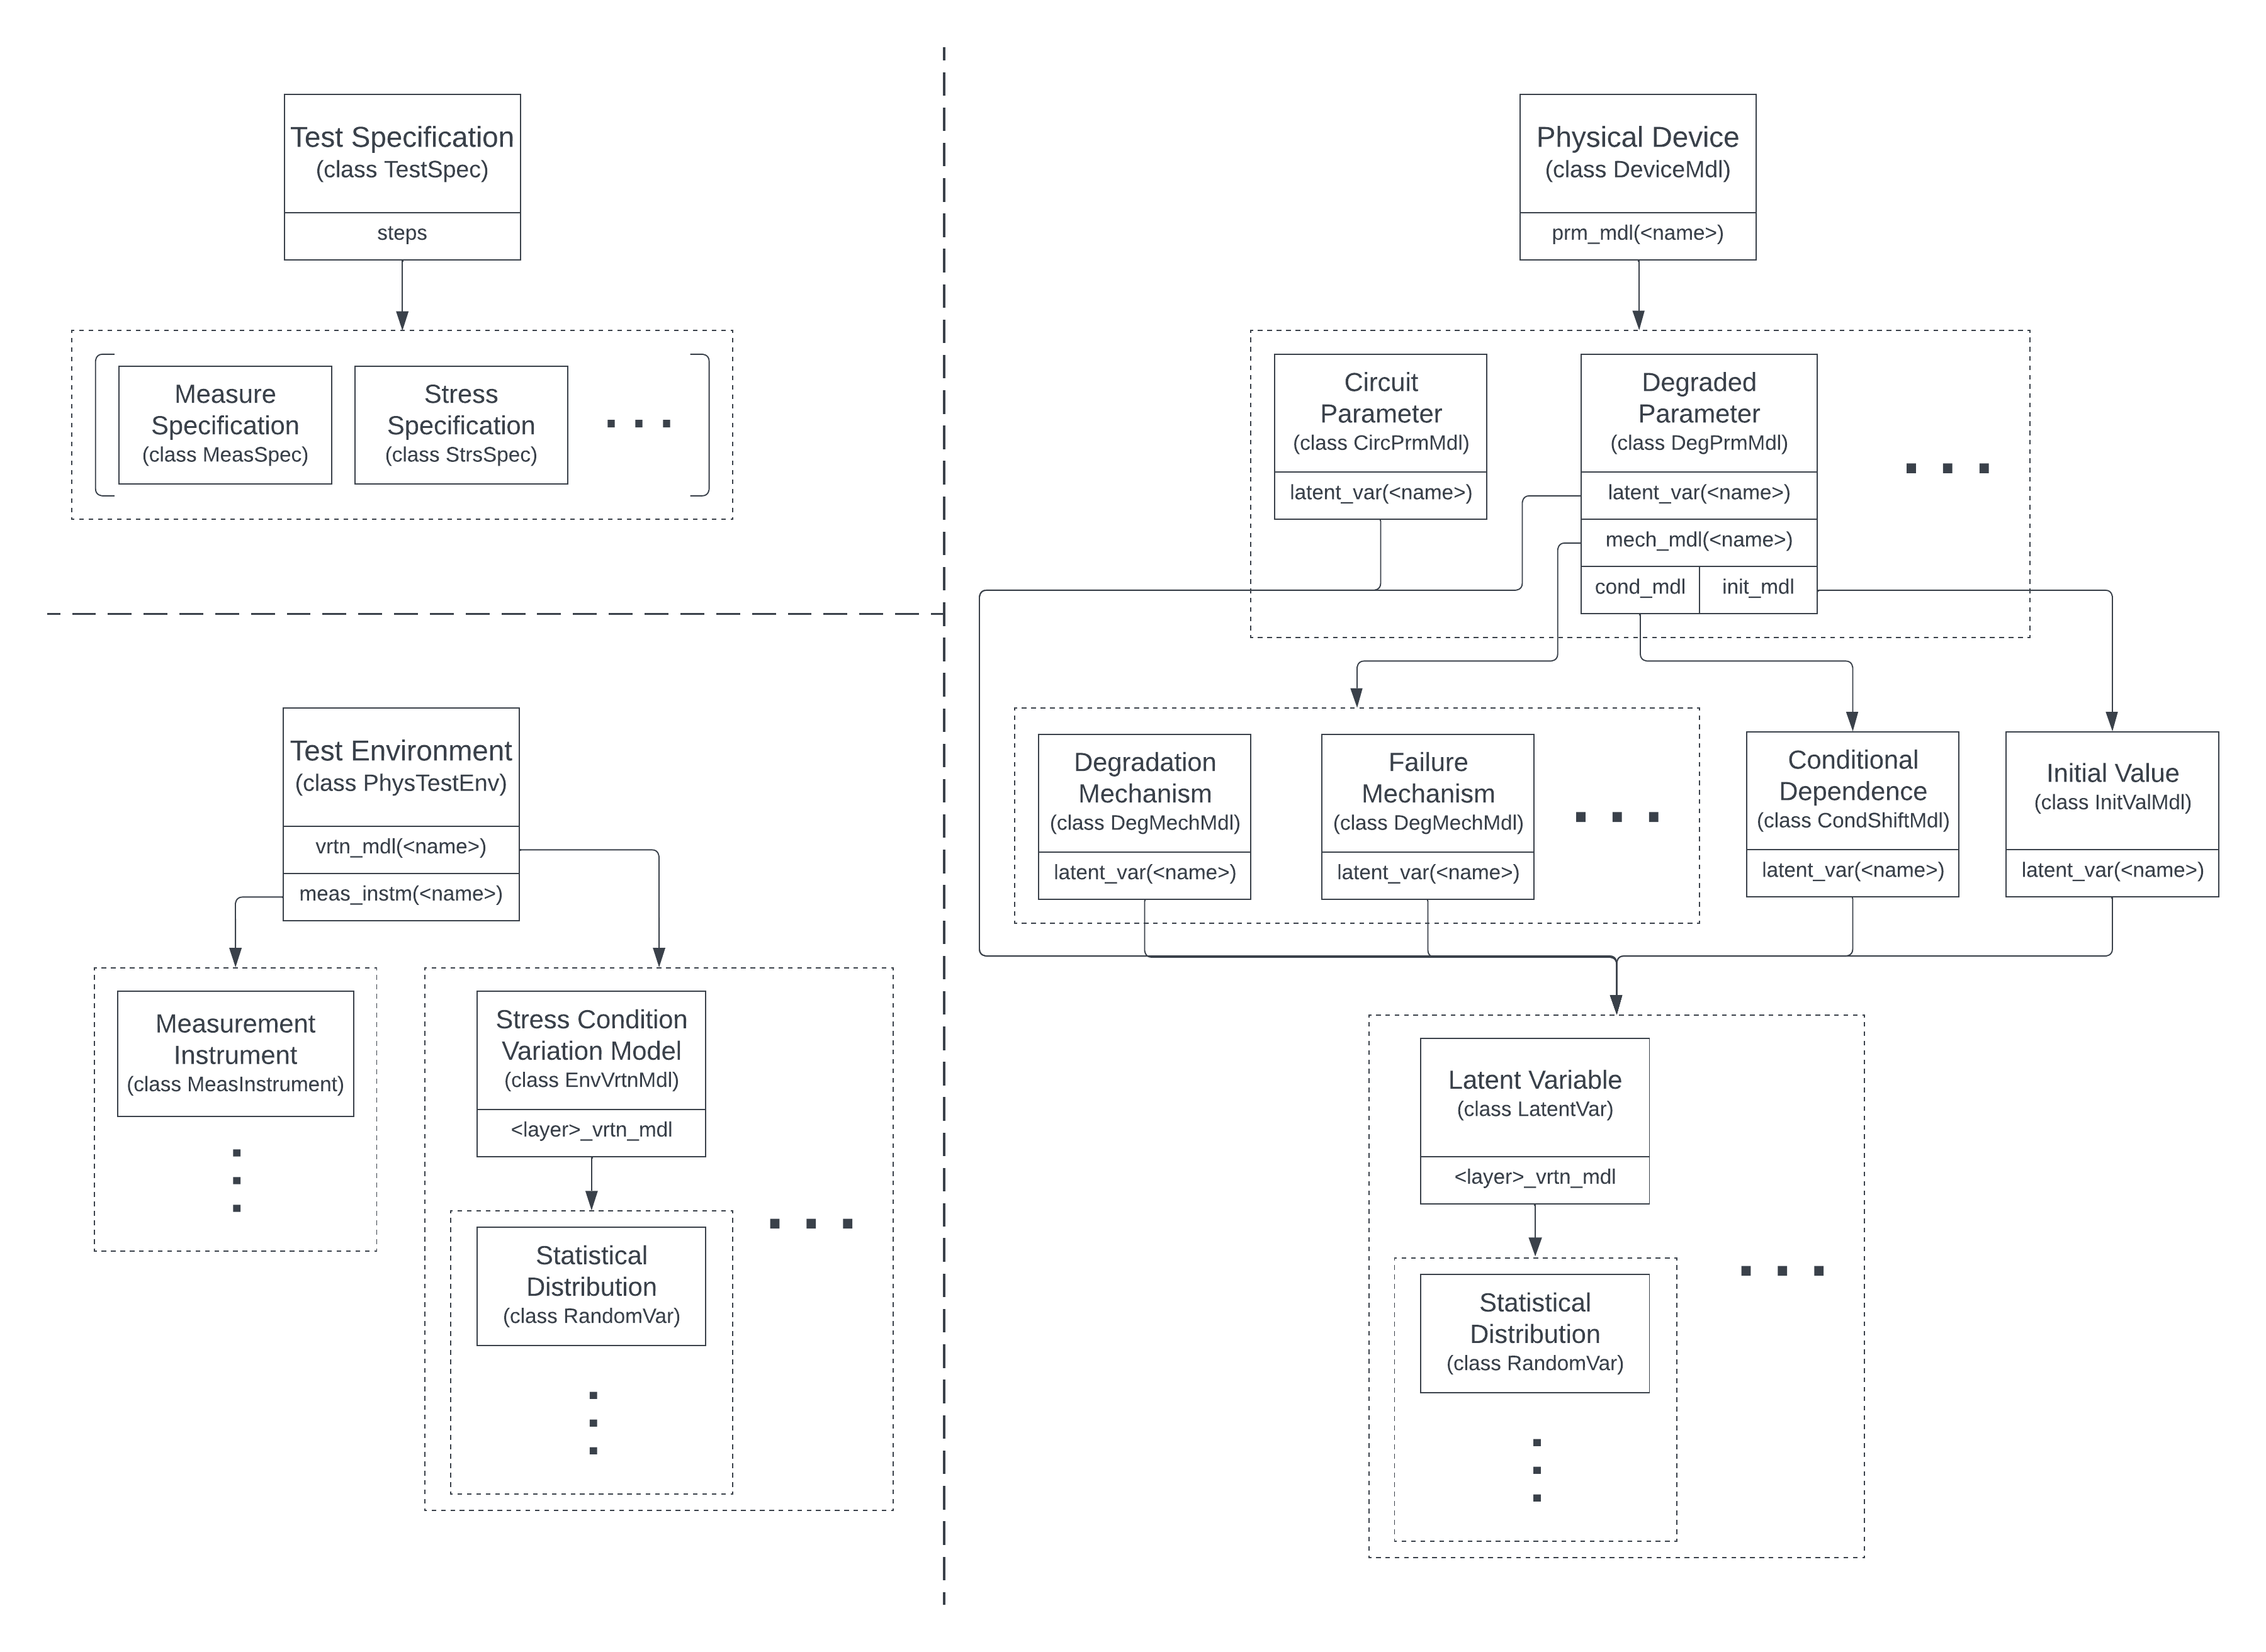 Test Specification
(class TestSpec)
steps
Measure
Specification
(class MeasSpec)
Stress
Specification
(class StrsSpec)
Test Environment
(class PhysTestEnv)
vrtn_mdl(<name>)
meas_instm(<name>)
Measurement
Instrument
(class MeasInstrument)
Stress Condition
Variation Model
(class EnvVrtnMdl)
<layer>_vrtn_mdl
Statistical
Distribution
(class RandomVar)
Physical Device
(class DeviceMdl)
prm_mdl(<name>)
Circuit
Parameter
(class CircPrmMdl)
latent_var(<name>)
Degraded
Parameter
(class DegPrmMdl)
latent_var(<name>)
mech_mdl(<name>)
cond_mdl
init_mdl
Degradation
Mechanism
(class DegMechMdl)
latent_var(<name>)
Failure
Mechanism
(class DegMechMdl)
latent_var(<name>)
Conditional
Dependence
(class CondShiftMdl)
latent_var(<name>)
Initial Value
(class InitValMdl)
latent_var(<name>)
Latent Variable
(class LatentVar)
<layer>_vrtn_mdl
Statistical
Distribution
(class RandomVar)